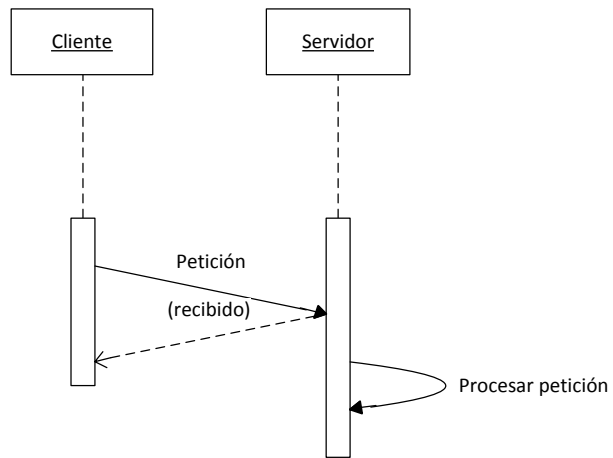 Cliente
Servidor
Petición
(recibido)
Procesar petición